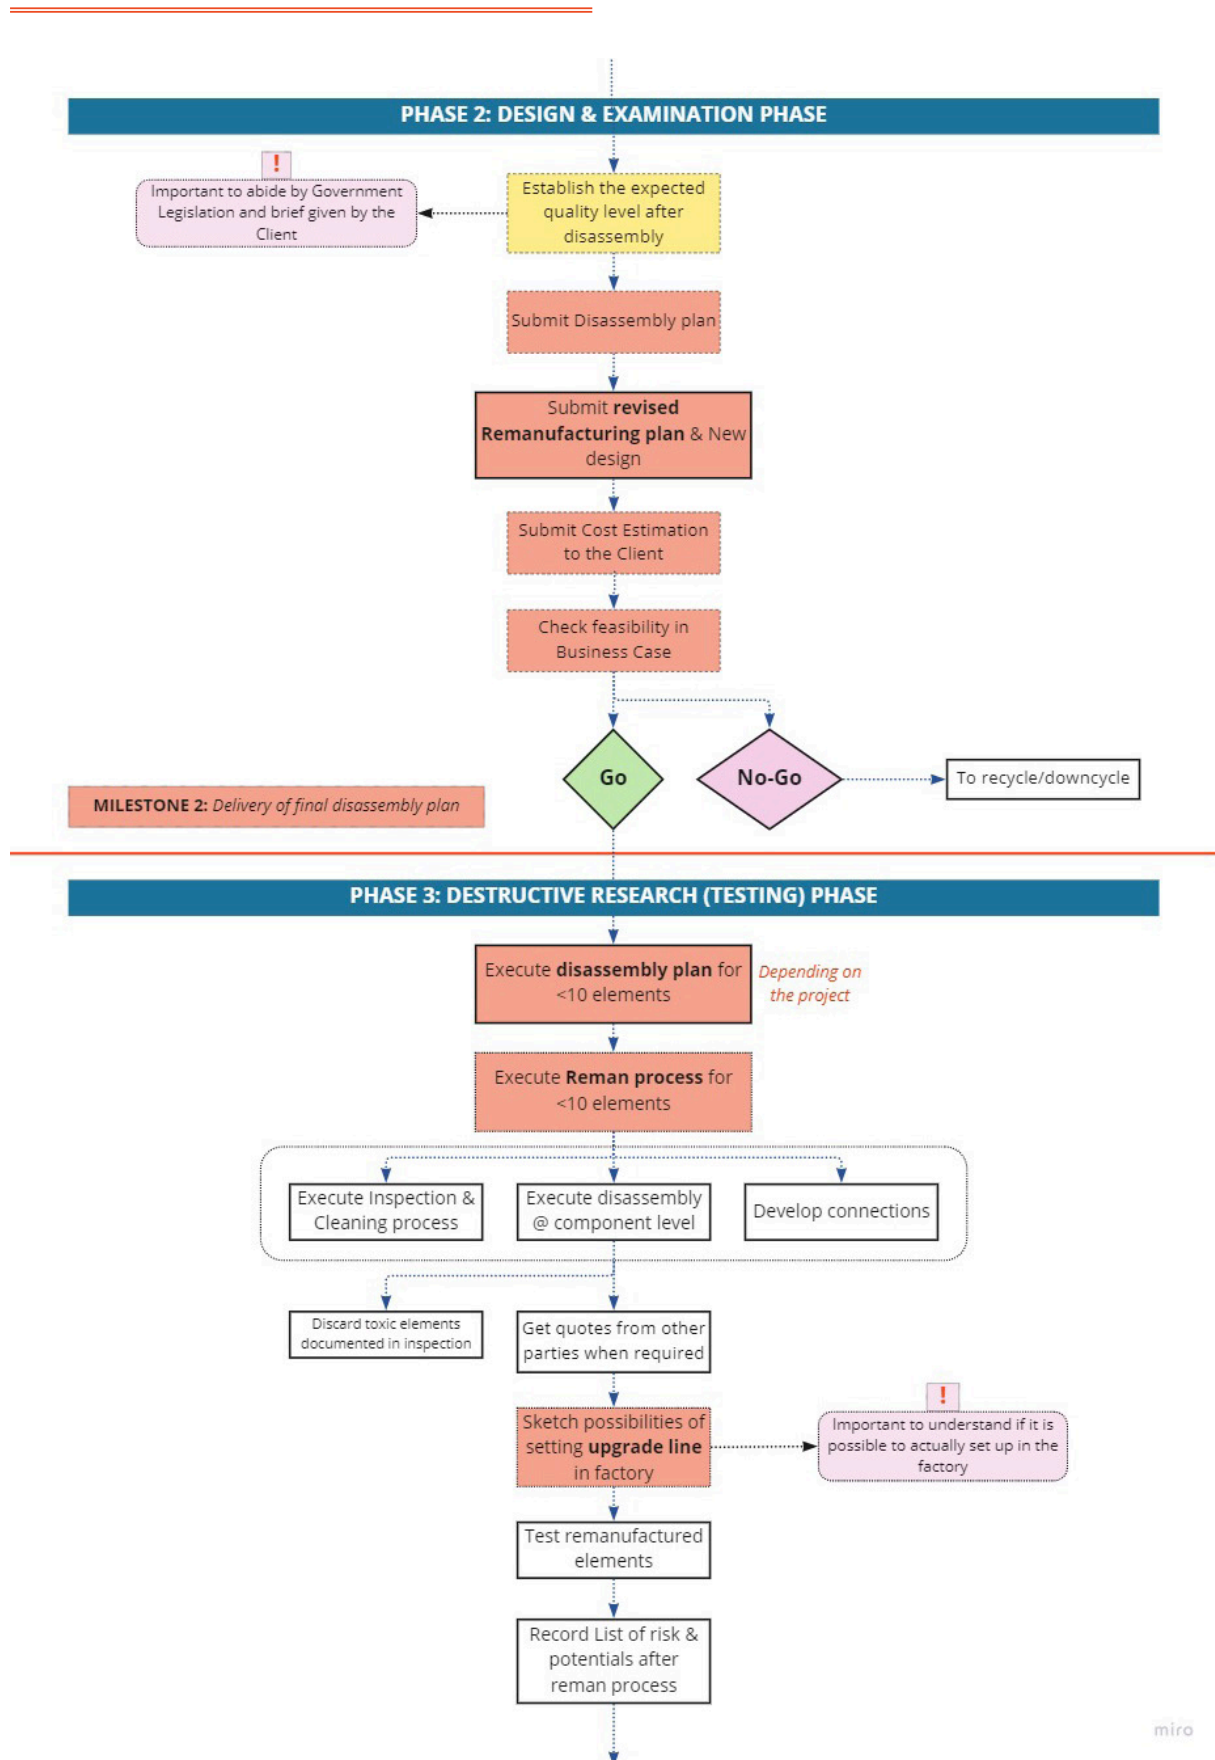 PHASE 2: DESIGN & EXAMINATION PHASE
!
Important to abide by Government
Legislation and brief given by the
Client
Establish the expected
quality level after
disassembly
Submit Disassembly plan
Submit revised
Remanufacturing plan & New
design
Submit Cost Estimation
to the Client
Check feasibility in
Business Case
Go
No-Go
To recycle/downcycle
MILESTONE 2: Delivery of final disassembly plan
PHASE 3: DESTRUCTIVE RESEARCH (TESTING) PHASE
Execute disassembly plan for
<10 elements
Depending on
the project
Execute Reman process for
<10 elements
Execute Inspection &
Cleaning process
Execute disassembly
@ component level
Develop connections
Discard toxic elements
documented in inspection
Get quotes from other
parties when required
Sketch possibilities of
setting upgrade line
in factory
!
Important to understand if it is
possible to actually set up in the
factory
Test remanufactured
elements
Record List of risk &
potentials after
reman process
miro